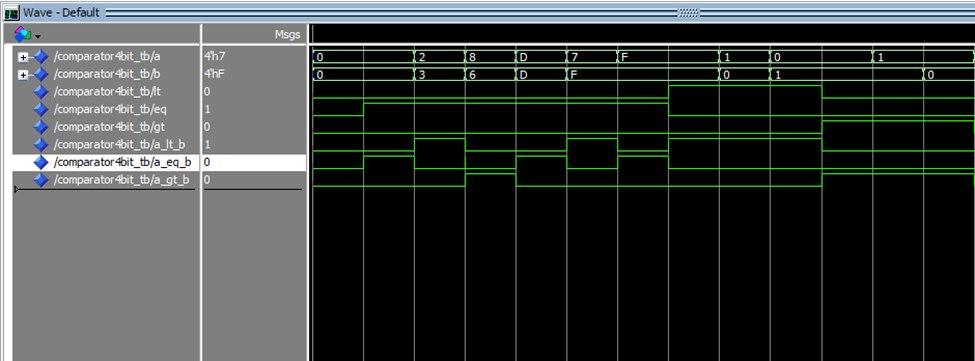 Wave - Default
Msgs
/comparator4bit_tb/a 4'h7 0 2 8 D 7 F 1 0 1
/comparator4bit_tb/b 4'hF 0 3 6 D F 0 1 0
/comparator4bit_tb/lt 0
/comparator4bit_tb/eq 1
/comparator4bit_tb/gt 0
/comparator4bit_tb/a_lt_b 1
/comparator4bit_tb/a_eq_b 0
/comparator4bit_tb/a_gt_b 0